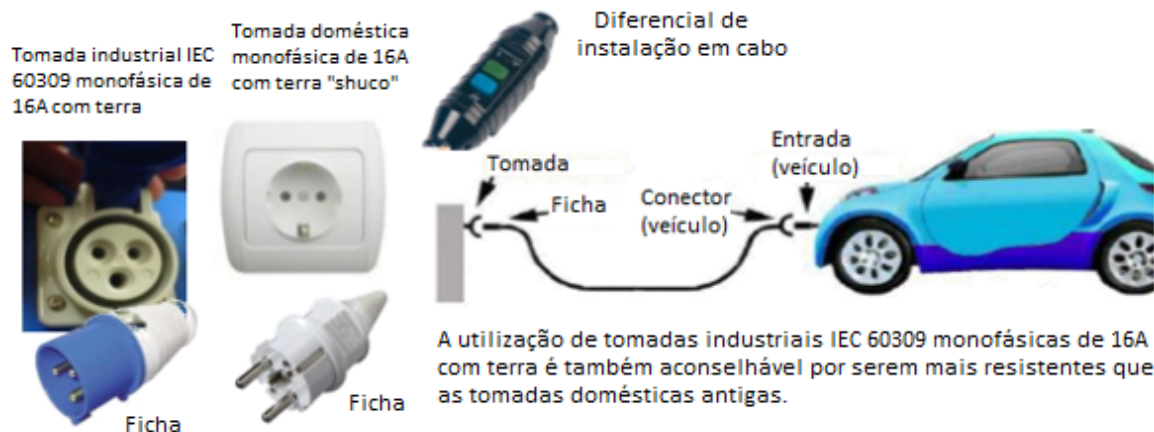 Tomada industrial IEC
60309 monofásica de
16A com terra
Tomada doméstica
monofásica de 16A
com terra "shuco"
Diferencial de
instalação em cabo
Tomada
Ficha
Conector
(veículo)
Entrada
(veículo)
Ficha
Ficha
A utilização de tomadas industriais IEC 60309 monofásicas de 16A
com terra é também aconselhável por serem mais resistentes que
as tomadas domésticas antigas.